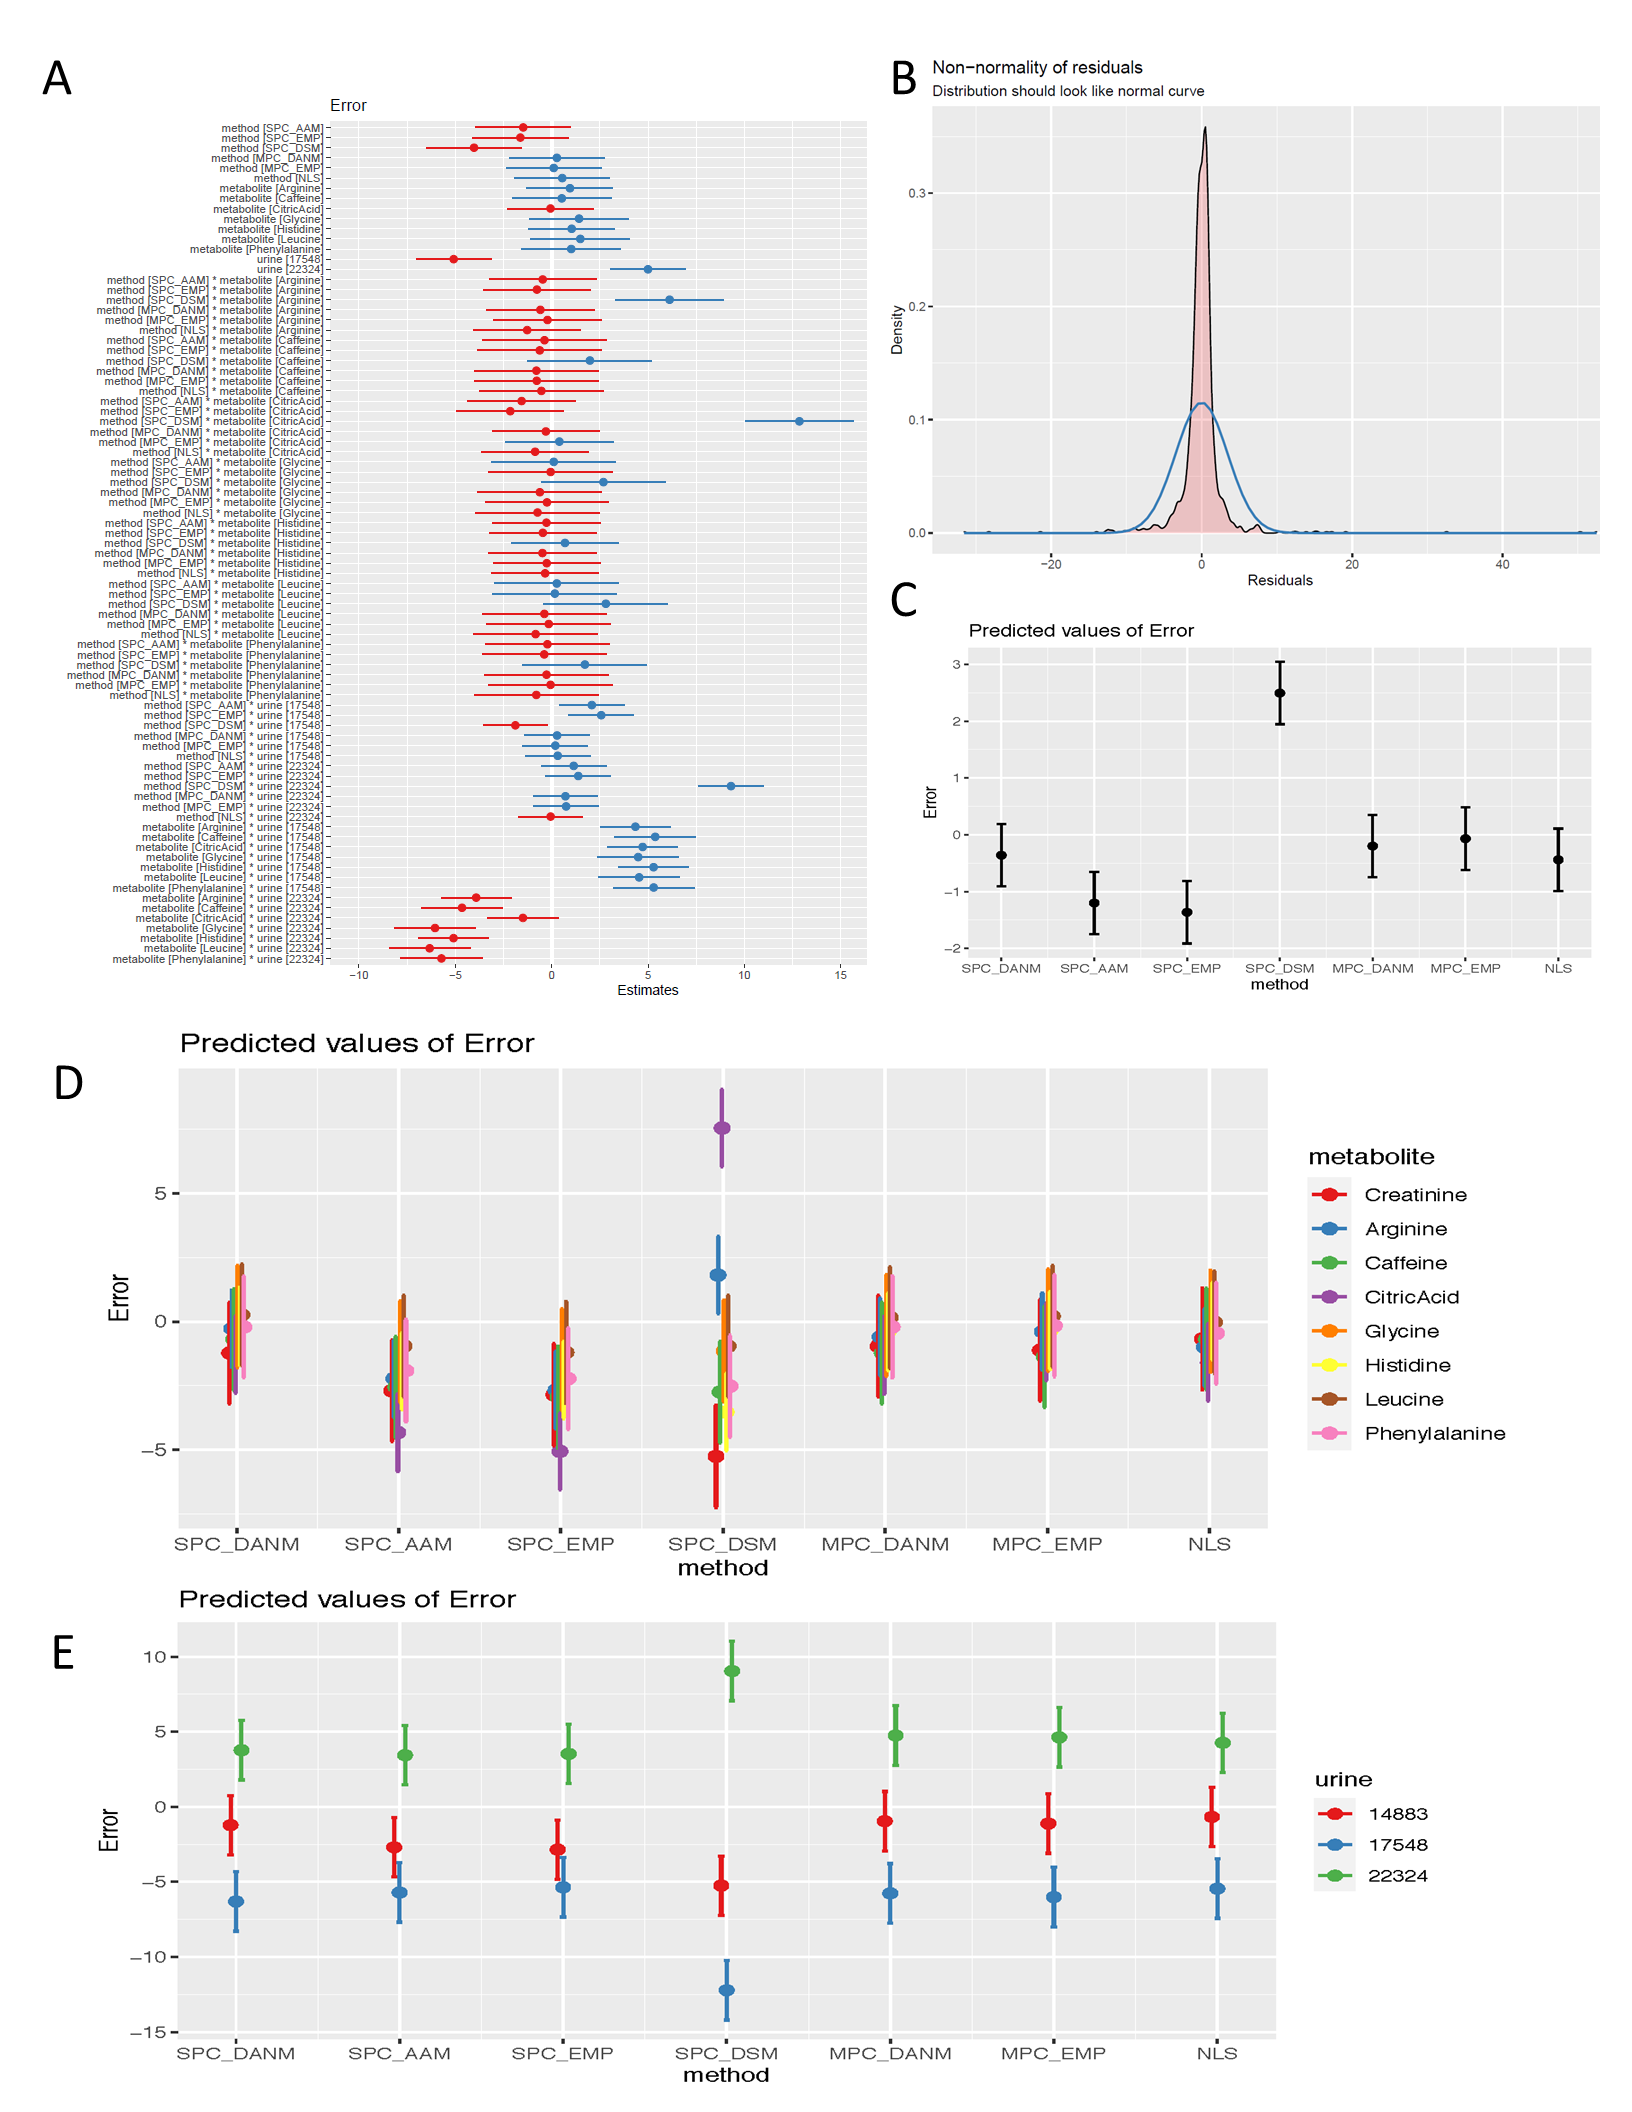 A
Error
method [SPC_AAM]
method [SPC_EMP]
method [SPC_DSM]
method [MPC_DANM]
method [MPC_EMP]
method [NLS]
metabolite [Arginine]
metabolite [Caffeine]
metabolite [CitricAcid]
metabolite [Glycine]
metabolite [Histidine]
metabolite [Leucine]
metabolite [Phenylalanine]
urine [17548]
urine [22324]
method [SPC_AAM] * metabolite [Arginine]
method [SPC_EMP] * metabolite [Arginine]
method [SPC_DSM] * metabolite [Arginine]
method [MPC_DANM] * metabolite [Arginine]
method [MPC_EMP] * metabolite [Arginine]
method [NLS] * metabolite [Arginine]
method [SPC_AAM] * metabolite [Caffeine]
method [SPC_EMP] * metabolite [Caffeine]
method [SPC_DSM] * metabolite [Caffeine]
method [MPC_DANM] * metabolite [Caffeine]
method [MPC_EMP] * metabolite [Caffeine]
method [NLS] * metabolite [Caffeine]
method [SPC_AAM] * metabolite [CitricAcid]
method [SPC_EMP] * metabolite [CitricAcid]
method [SPC_DSM] * metabolite [CitricAcid]
method [MPC_DANM] * metabolite [CitricAcid]
method [MPC_EMP] * metabolite [CitricAcid]
method [NLS] * metabolite [CitricAcid]
method [SPC_AAM] * metabolite [Glycine]
method [SPC_EMP] * metabolite [Glycine]
method [SPC_DSM] * metabolite [Glycine]
method [MPC_DANM] * metabolite [Glycine]
method [MPC_EMP] * metabolite [Glycine]
method [NLS] * metabolite [Glycine]
method [SPC_AAM] * metabolite [Histidine]
method [SPC_EMP] * metabolite [Histidine]
method [SPC_DSM] * metabolite [Histidine]
method [MPC_DANM] * metabolite [Histidine]
method [MPC_EMP] * metabolite [Histidine]
method [NLS] * metabolite [Histidine]
method [SPC_AAM] * metabolite [Leucine]
method [SPC_EMP] * metabolite [Leucine]
method [SPC_DSM] * metabolite [Leucine]
method [MPC_DANM] * metabolite [Leucine]
method [MPC_EMP] * metabolite [Leucine]
method [NLS] * metabolite [Leucine]
method [SPC_AAM] * metabolite [Phenylalanine]
method [SPC_EMP] * metabolite [Phenylalanine]
method [SPC_DSM] * metabolite [Phenylalanine]
method [MPC_DANM] * metabolite [Phenylalanine]
method [MPC_EMP] * metabolite [Phenylalanine]
method [NLS] * metabolite [Phenylalanine]
method [SPC_AAM] * urine [17548]
method [SPC_EMP] * urine [17548]
method [SPC_DSM] * urine [17548]
method [MPC_DANM] * urine [17548]
method [MPC_EMP] * urine [17548]
method [NLS] * urine [17548]
method [SPC_AAM] * urine [22324]
method [SPC_EMP] * urine [22324]
method [SPC_DSM] * urine [22324]
method [MPC_DANM] * urine [22324]
method [MPC_EMP] * urine [22324]
method [NLS] * urine [22324]
metabolite [Arginine] * urine [17548]
metabolite [Caffeine] * urine [17548]
metabolite [CitricAcid] * urine [17548]
metabolite [Glycine] * urine [17548]
metabolite [Histidine] * urine [17548]
metabolite [Leucine] * urine [17548]
metabolite [Phenylalanine] * urine [17548]
metabolite [Arginine] * urine [22324]
metabolite [Caffeine] * urine [22324]
metabolite [CitricAcid] * urine [22324]
metabolite [Glycine] * urine [22324]
metabolite [Histidine] * urine [22324]
metabolite [Leucine] * urine [22324]
metabolite [Phenylalanine] * urine [22324]
−10 −5 0 5 10 15
Estimates
B
Non−normality of residuals
Distribution should look like normal curve
Density
0.3
0.2
0.1
0.0
−20 0 20 40
Residuals
C
Predicted values of Error
Error
3
2
1
0
−1
−2
SPC_DANM SPC_AAM SPC_EMP SPC_DSM MPC_DANM MPC_EMP NLS
method
D
Predicted values of Error
Error
5
0
−5
SPC_DANM SPC_AAM SPC_EMP SPC_DSM MPC_DANM MPC_EMP NLS
method
metabolite
Creatinine
Arginine
Caffeine
CitricAcid
Glycine
Histidine
Leucine
Phenylalanine
E
Predicted values of Error
Error
10
5
0
−5
−10
−15
SPC_DANM SPC_AAM SPC_EMP SPC_DSM MPC_DANM MPC_EMP NLS
method
urine
14883
17548
22324